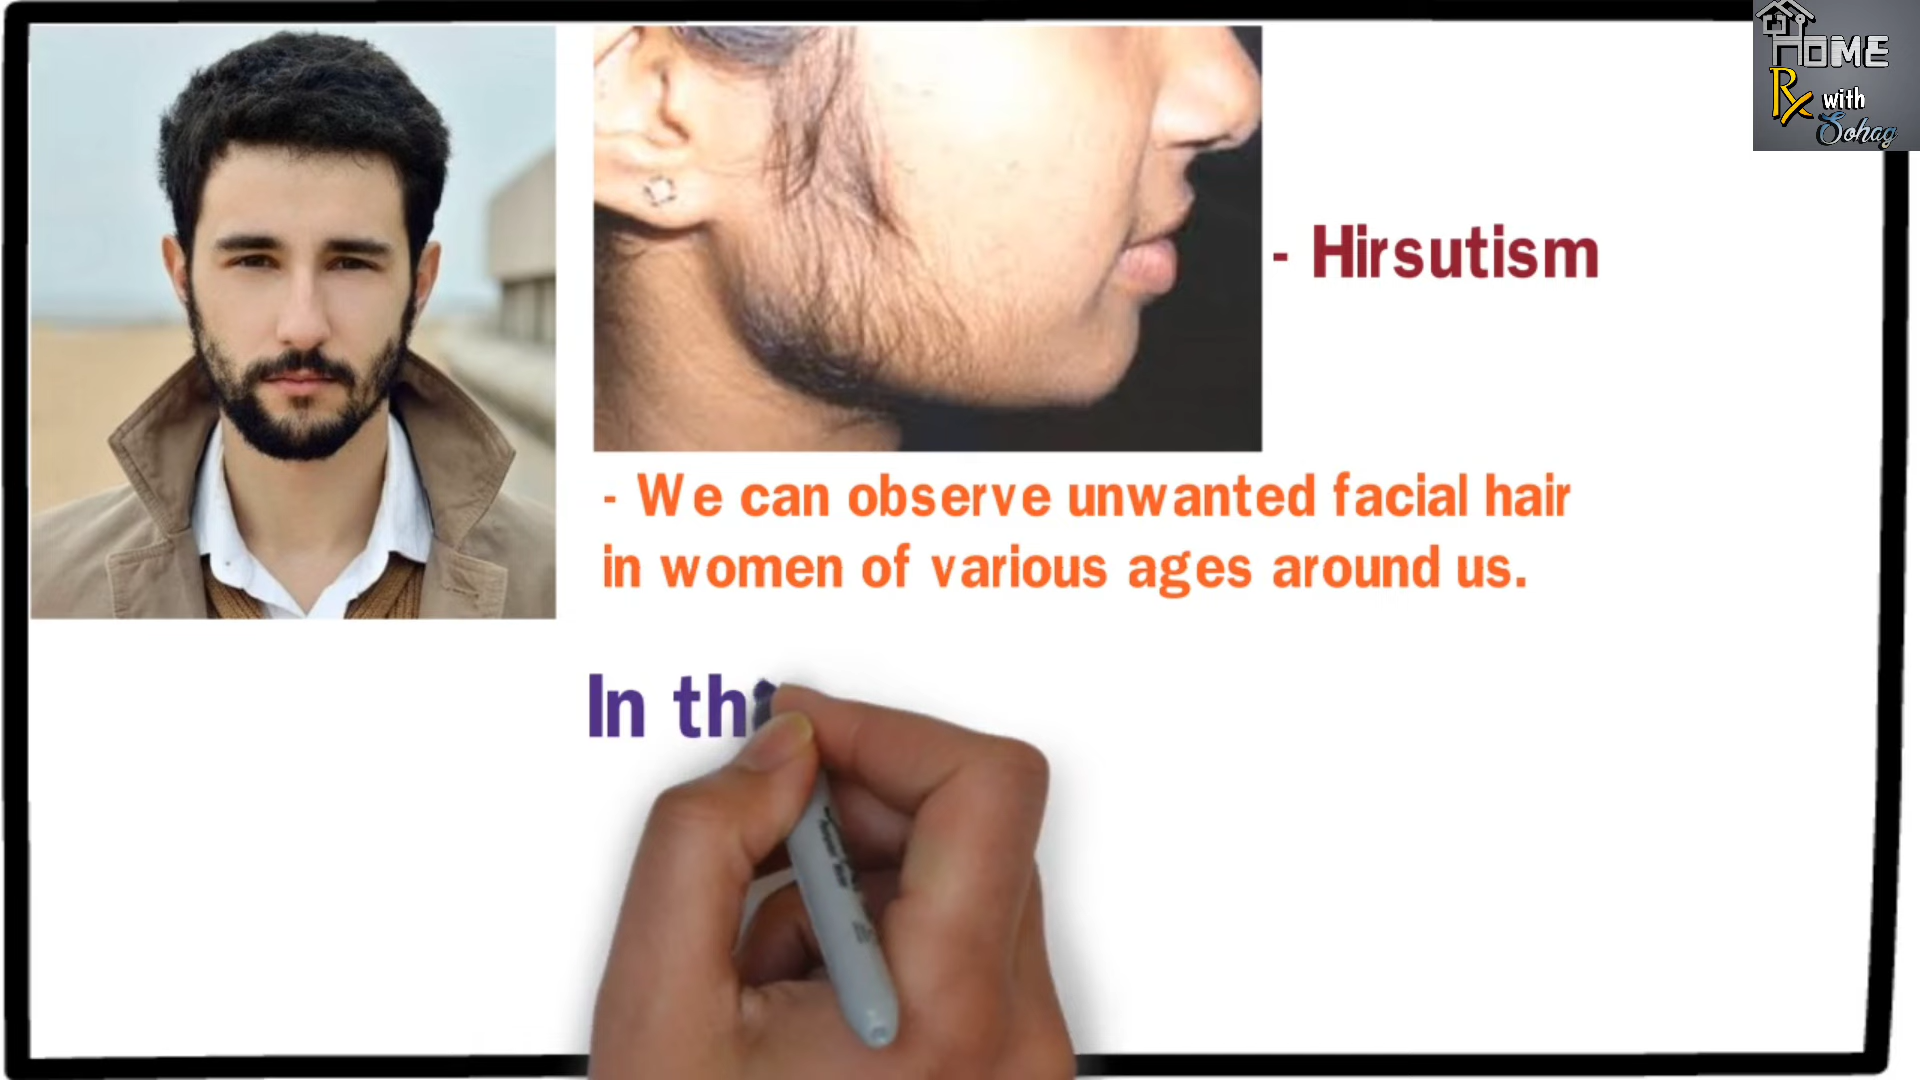 HOME
Rx with
Sohag
- Hirsutism
- We can observe unwanted facial hair
in women of various ages around us.
In th